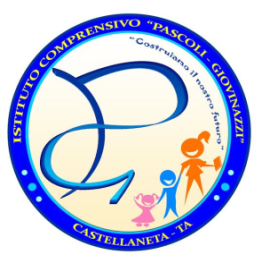 ISTITUTO COMPRENSIVO "PASCOLI - GIOVINAZZI"
"Costruiamo il nostro futuro"
CASTELLANETA - TA